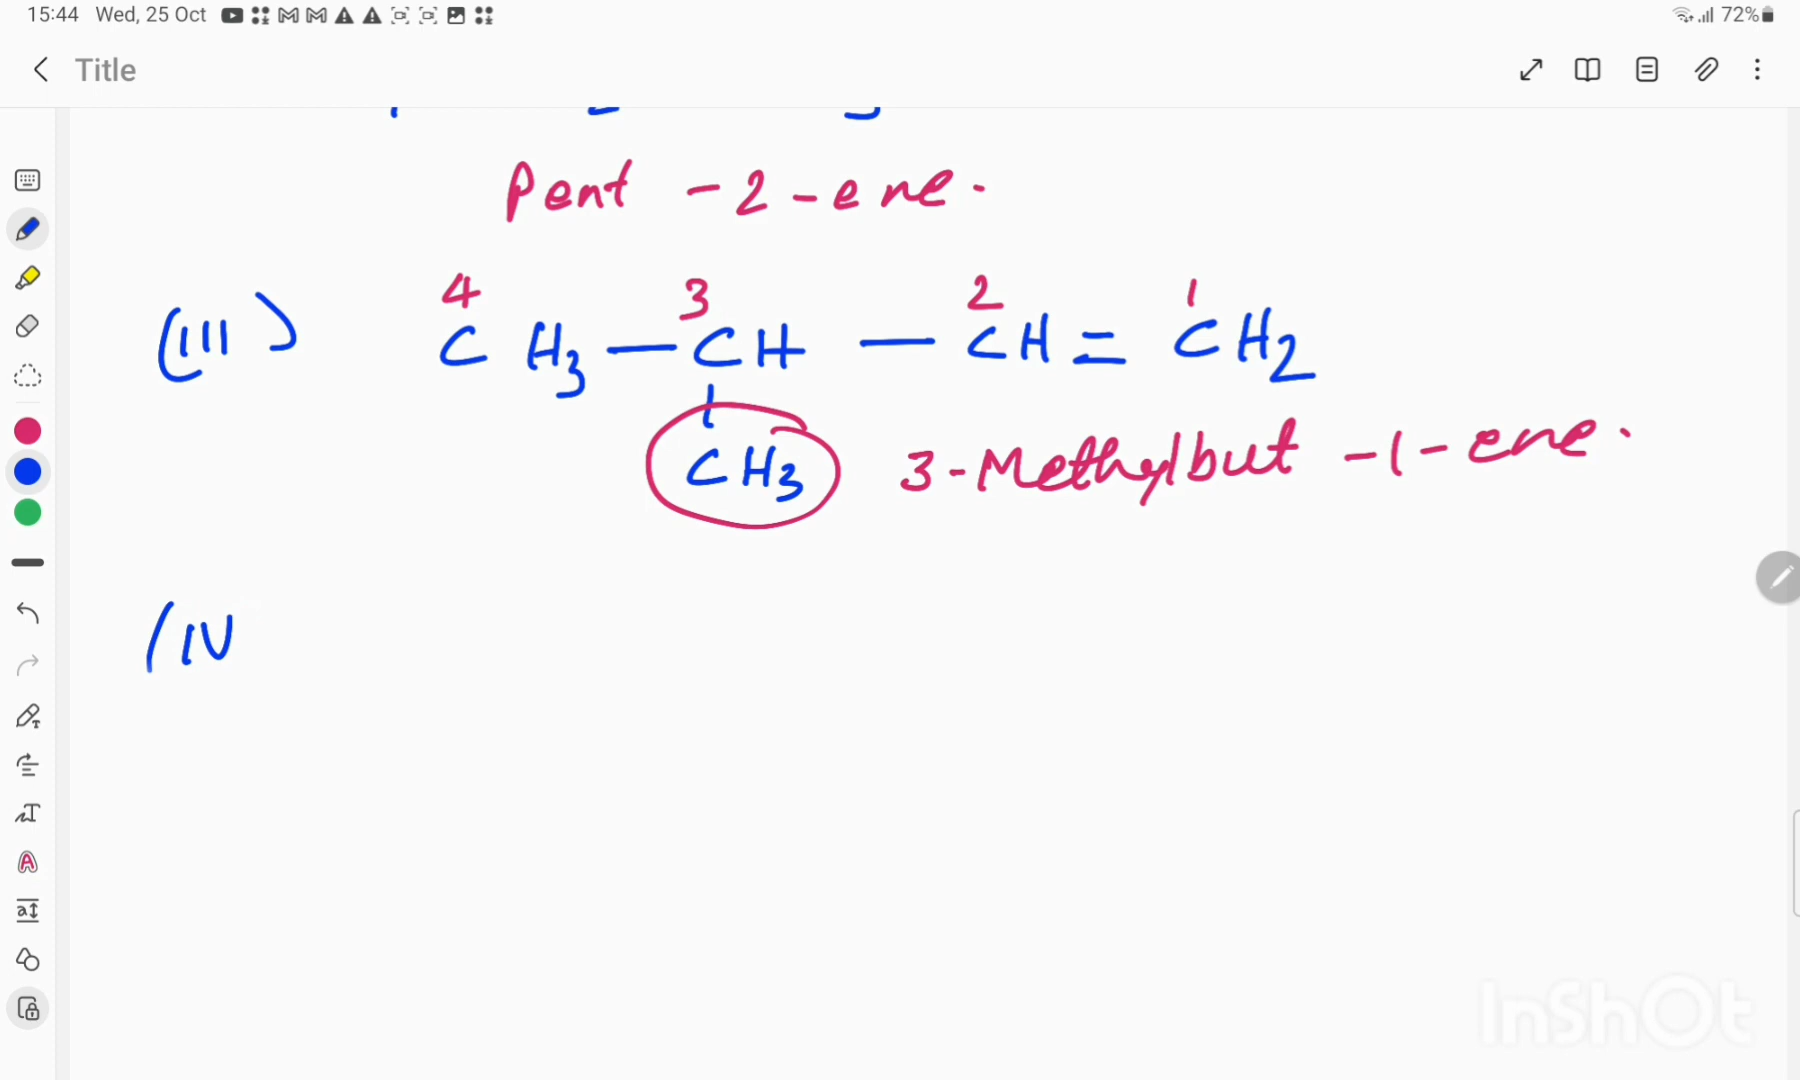 15:44 Wed, 25 Oct 72%
Title
Pent -2-ene.
4 3 2 1
(III) CH3—CH—CH=CH2
CH3 3-Methylbut -1-ene.
(IV
InShOt